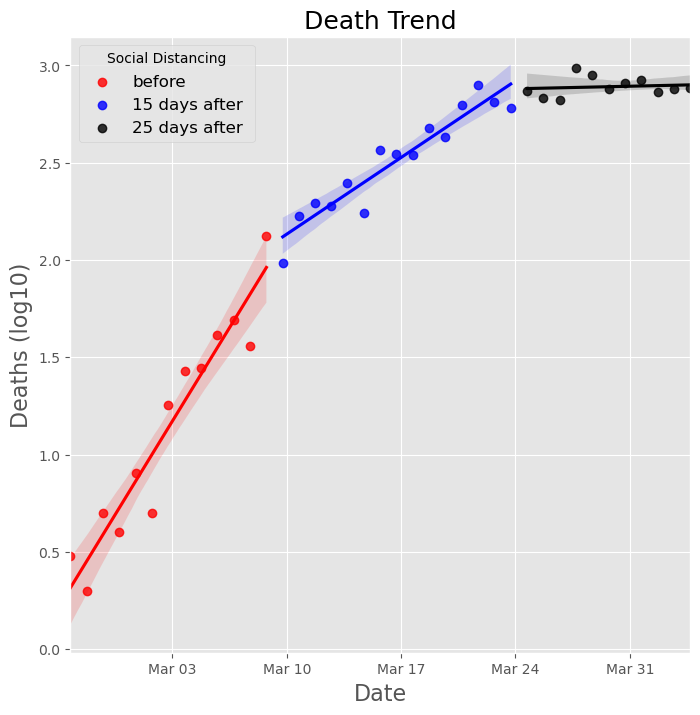 Death Trend
Social Distancing
before
15 days after
25 days after
Deaths (log10)
3.0
2.5
2.0
1.5
1.0
0.5
0.0
Mar 03 Mar 10 Mar 17 Mar 24 Mar 31
Date